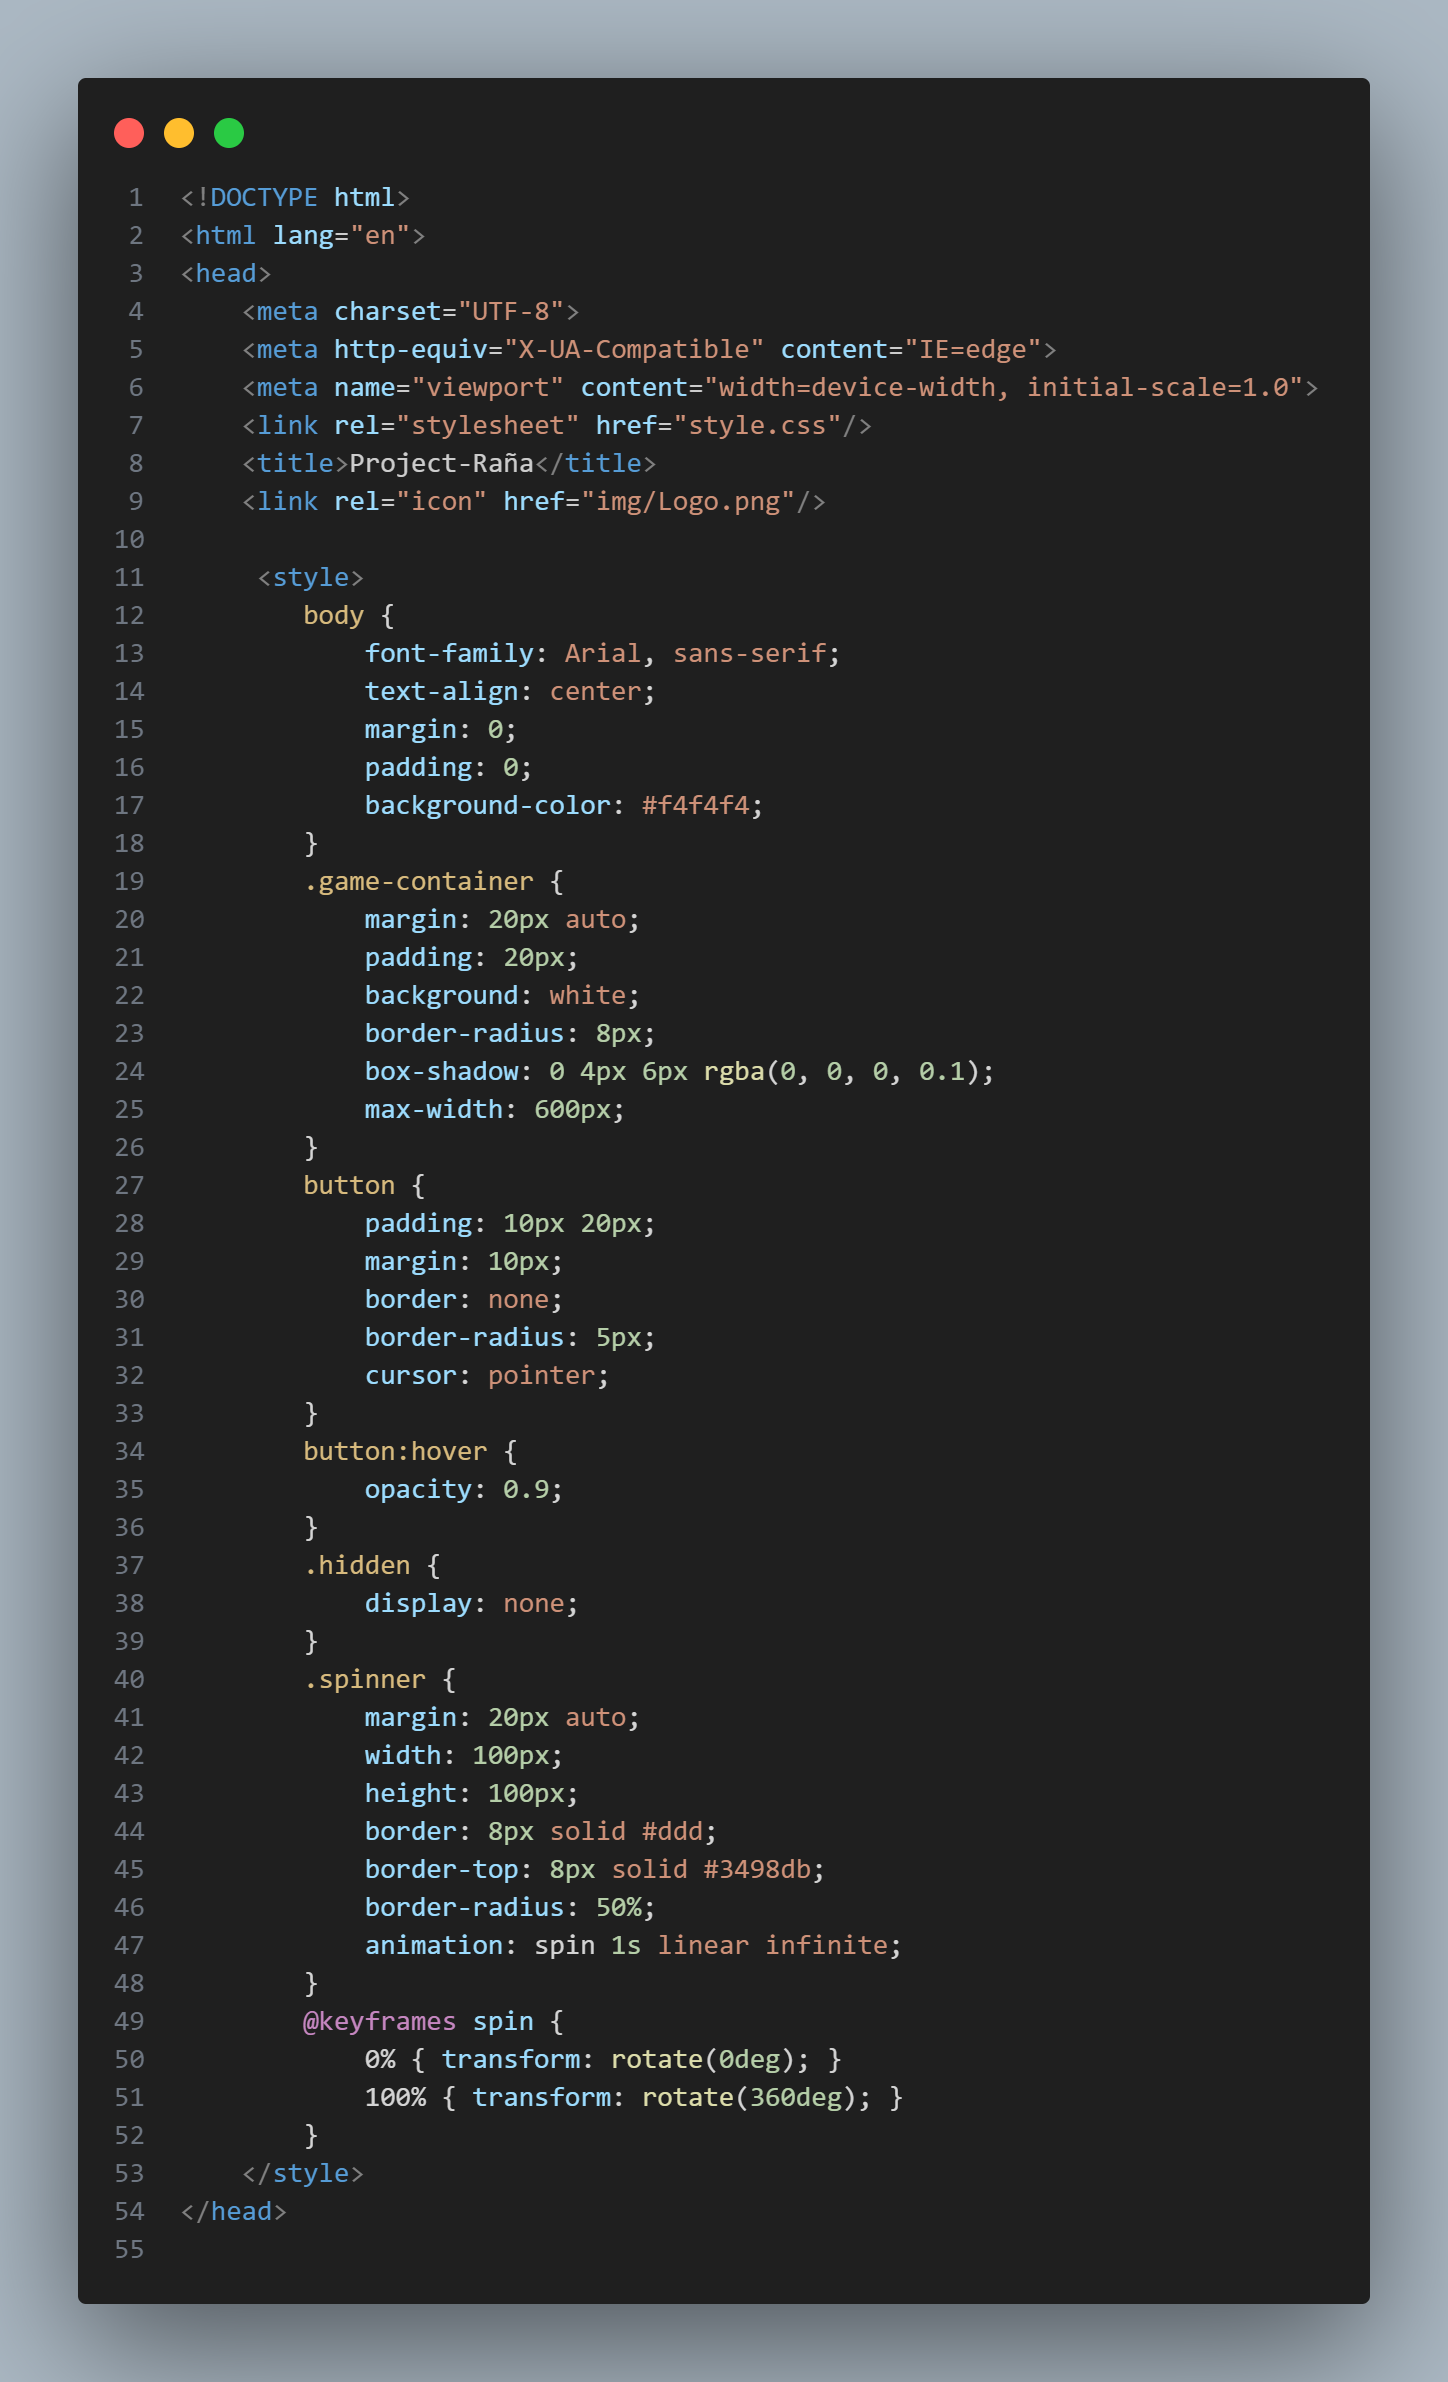 1 <!DOCTYPE html>
2 <html lang="en">
3 <head>
4     <meta charset="UTF-8">
5     <meta http-equiv="X-UA-Compatible" content="IE=edge">
6     <meta name="viewport" content="width=device-width, initial-scale=1.0">
7     <link rel="stylesheet" href="style.css"/>
8     <title>Project-Raña</title>
9     <link rel="icon" href="img/Logo.png"/>
10
11      <style>
12         body {
13             font-family: Arial, sans-serif;
14             text-align: center;
15             margin: 0;
16             padding: 0;
17             background-color: #f4f4f4;
18         }
19         .game-container {
20             margin: 20px auto;
21             padding: 20px;
22             background: white;
23             border-radius: 8px;
24             box-shadow: 0 4px 6px rgba(0, 0, 0, 0.1);
25             max-width: 600px;
26         }
27         button {
28             padding: 10px 20px;
29             margin: 10px;
30             border: none;
31             border-radius: 5px;
32             cursor: pointer;
33         }
34         button:hover {
35             opacity: 0.9;
36         }
37         .hidden {
38             display: none;
39         }
40         .spinner {
41             margin: 20px auto;
42             width: 100px;
43             height: 100px;
44             border: 8px solid #ddd;
45             border-top: 8px solid #3498db;
46             border-radius: 50%;
47             animation: spin 1s linear infinite;
48         }
49         @keyframes spin {
50             0% { transform: rotate(0deg); }
51             100% { transform: rotate(360deg); }
52         }
53     </style>
54 </head>
55